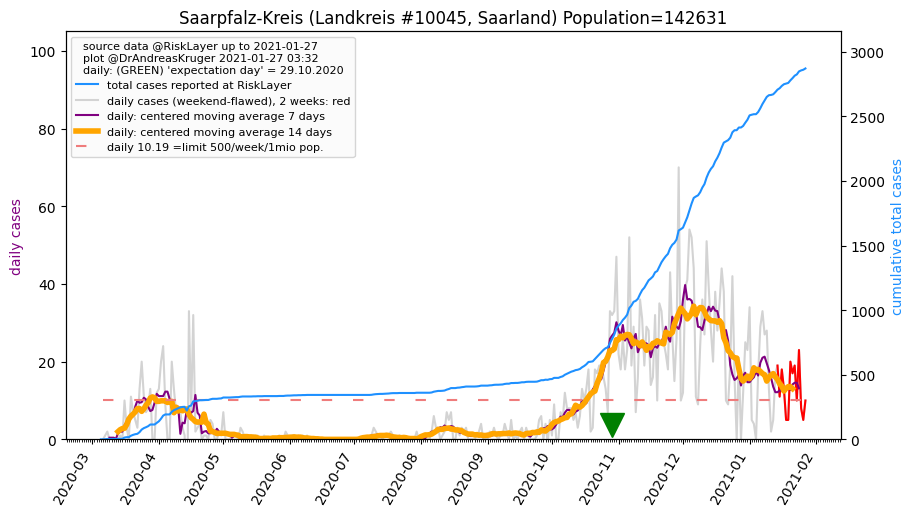 Saarpfalz-Kreis (Landkreis #10045, Saarland) Population=142631
source data @RiskLayer up to 2021-01-27
plot @DrAndreasKruger 2021-01-27 03:32
daily: (GREEN) 'expectation day' = 29.10.2020
total cases reported at RiskLayer
daily cases (weekend-flawed), 2 weeks: red
daily: centered moving average 7 days
daily: centered moving average 14 days
daily 10.19 =limit 500/week/1mio pop.
daily cases
100
80
60
40
20
0
cumulative total cases
3000
2500
2000
1500
1000
500
0
2020-03
2020-04
2020-05
2020-06
2020-07
2020-08
2020-09
2020-10
2020-11
2020-12
2021-01
2021-02